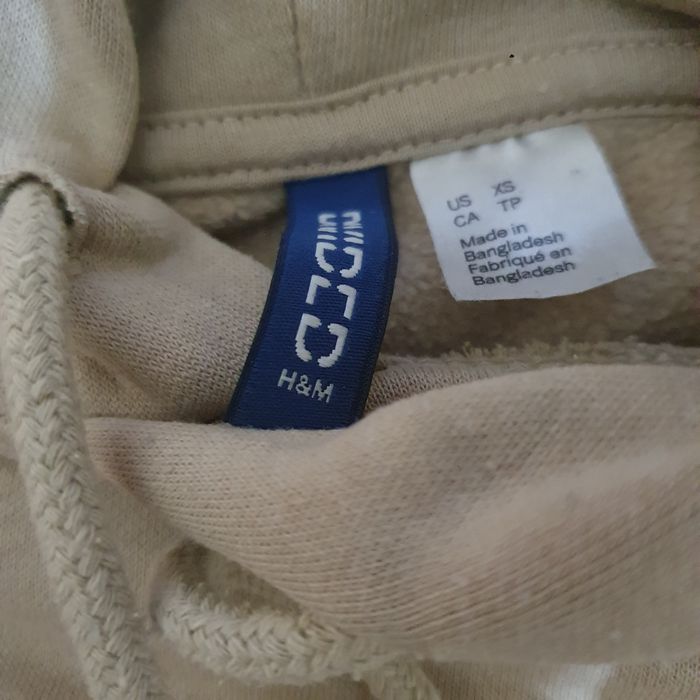 H&M
US XS
CA TP
Made in
Bangladesh
Fabriqué en
Bangladesh